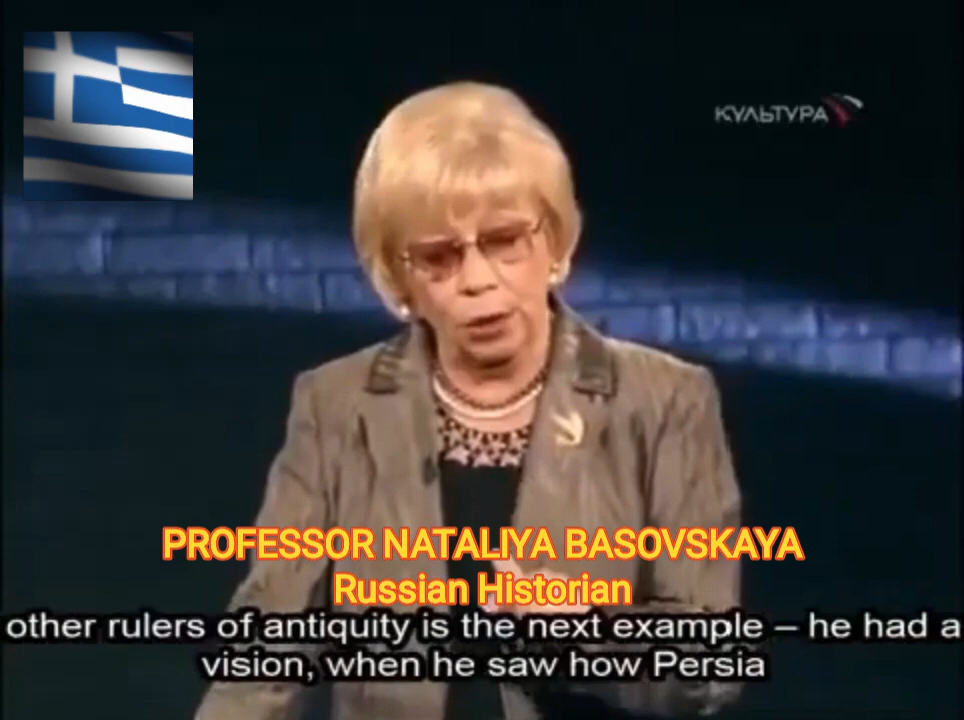 КУЛЬТУРА
PROFESSOR NATALIYA BASOVSKAYA
Russian Historian
other rulers of antiquity is the next example – he had a
vision, when he saw how Persia